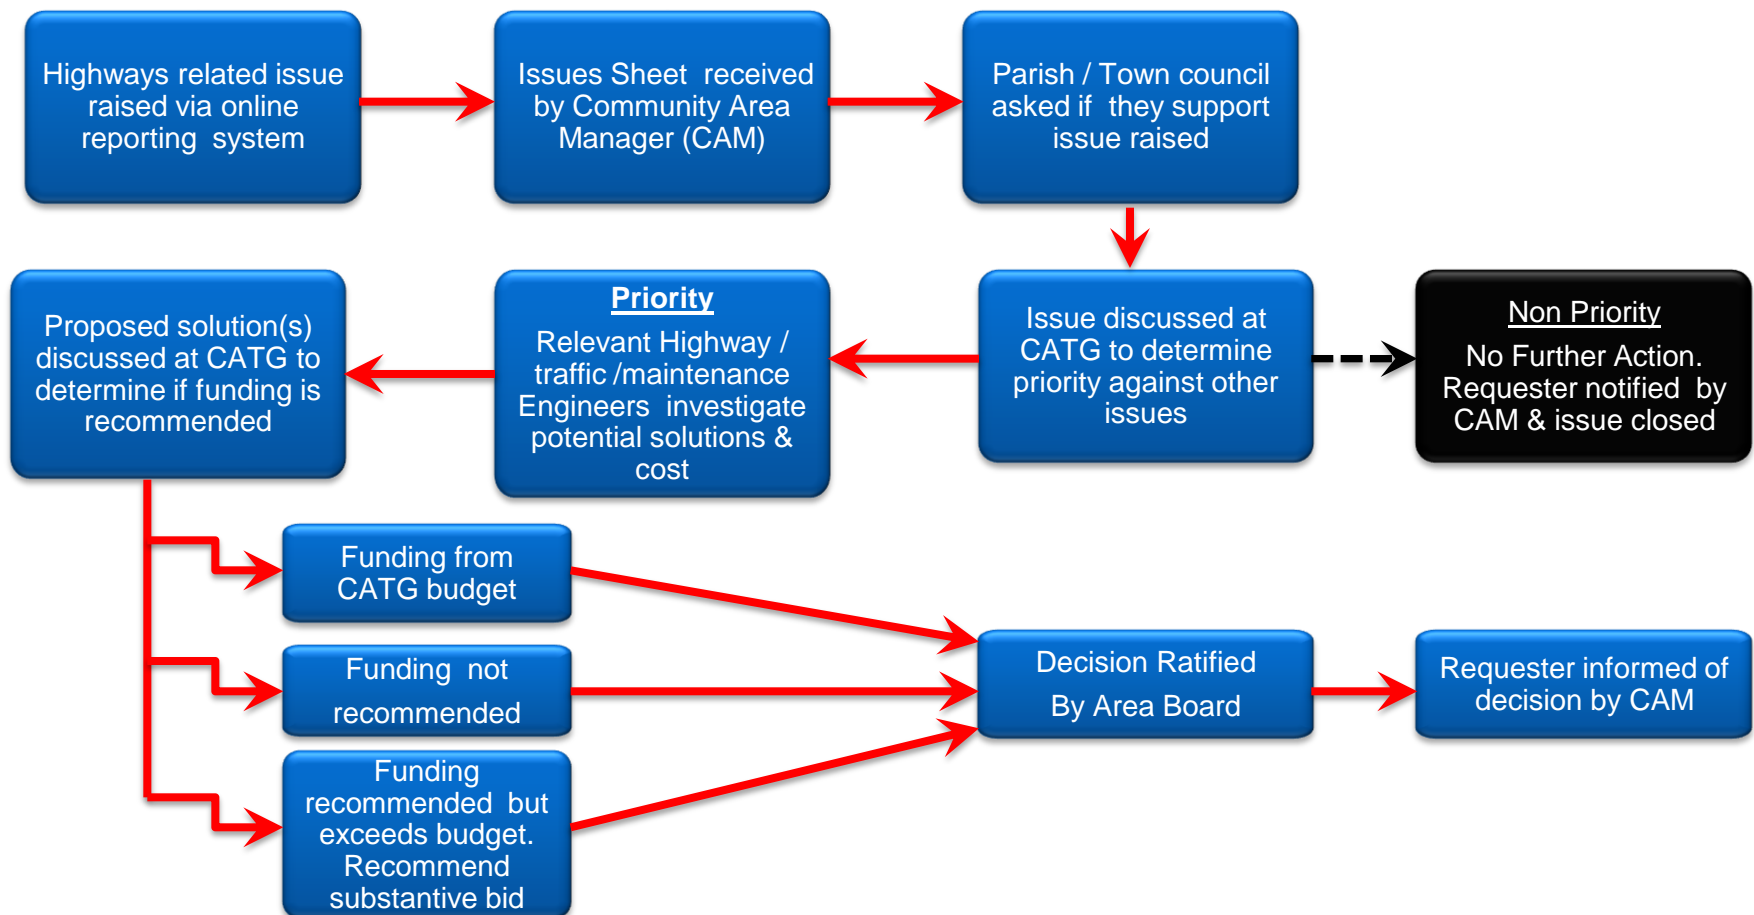 Highways related issue
raised via online
reporting system
Issues Sheet received
by Community Area
Manager (CAM)
Parish / Town council
asked if they support
issue raised
Proposed solution(s)
discussed at CATG to
determine if funding is
recommended
Priority
Relevant Highway /
traffic /maintenance
Engineers investigate
potential solutions &
cost
Issue discussed at
CATG to determine
priority against other
issues
Non Priority
No Further Action.
Requester notified by
CAM & issue closed
Funding from
CATG budget
Funding not
recommended
Funding
recommended but
exceeds budget.
Recommend
substantive bid
Decision Ratified
By Area Board
Requester informed of
decision by CAM